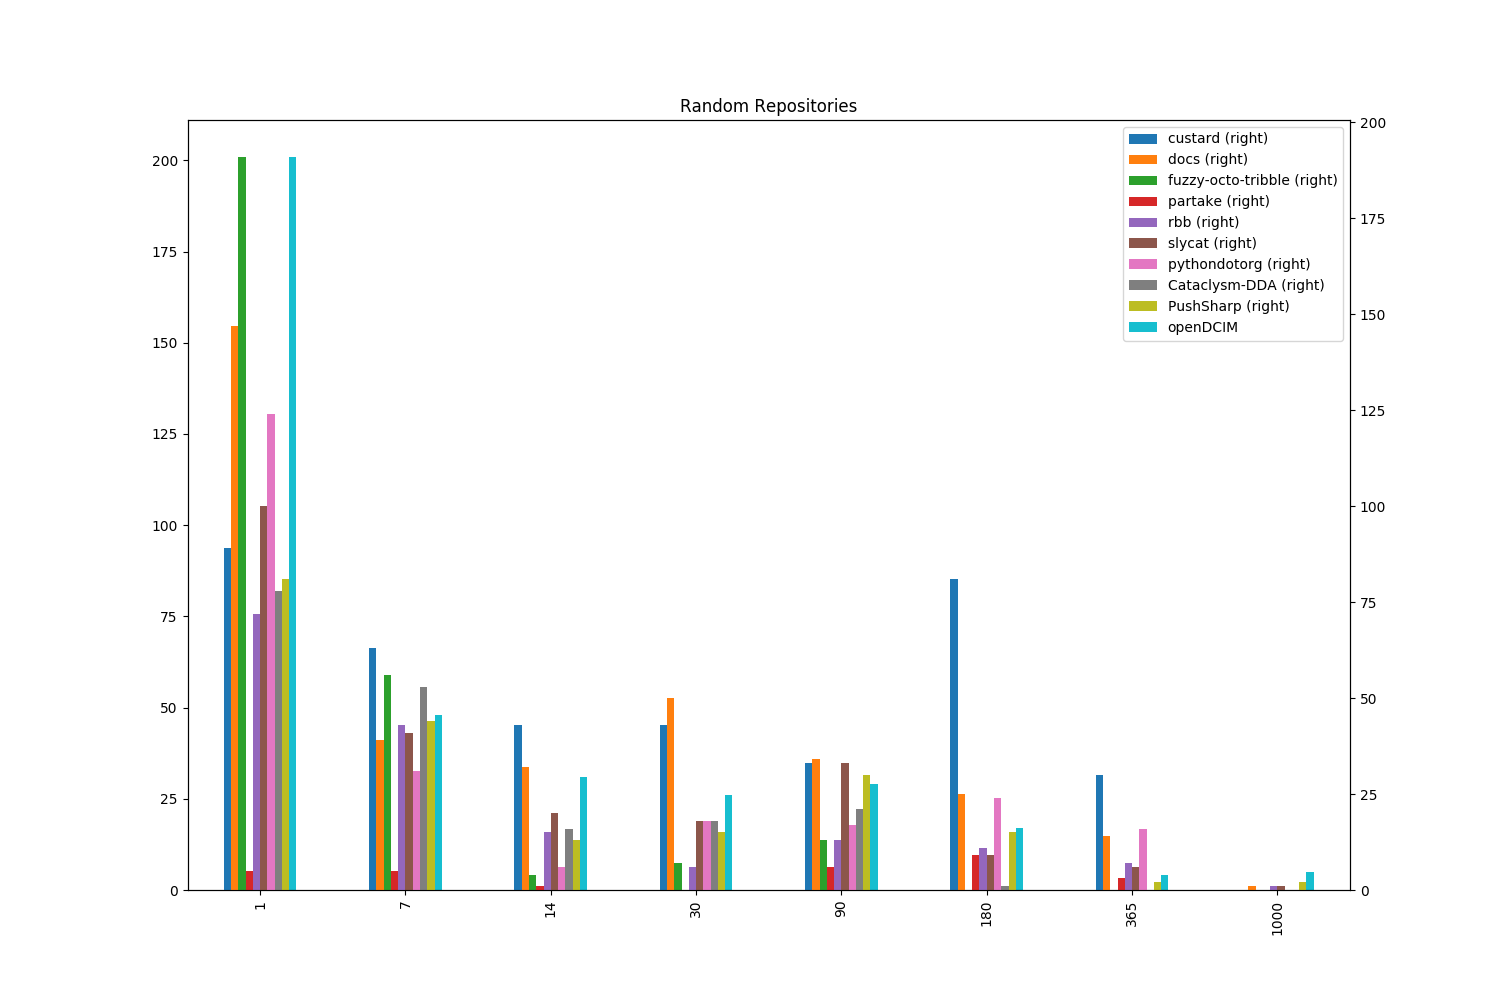 Random Repositories
200
175
150
125
100
75
50
25
0
200
175
150
125
100
75
50
25
0
custard (right)
docs (right)
fuzzy-octo-tribble (right)
partake (right)
rbb (right)
slycat (right)
pythondotorg (right)
Cataclysm-DDA (right)
PushSharp (right)
openDCIM
1
7
14
30
90
180
365
1000